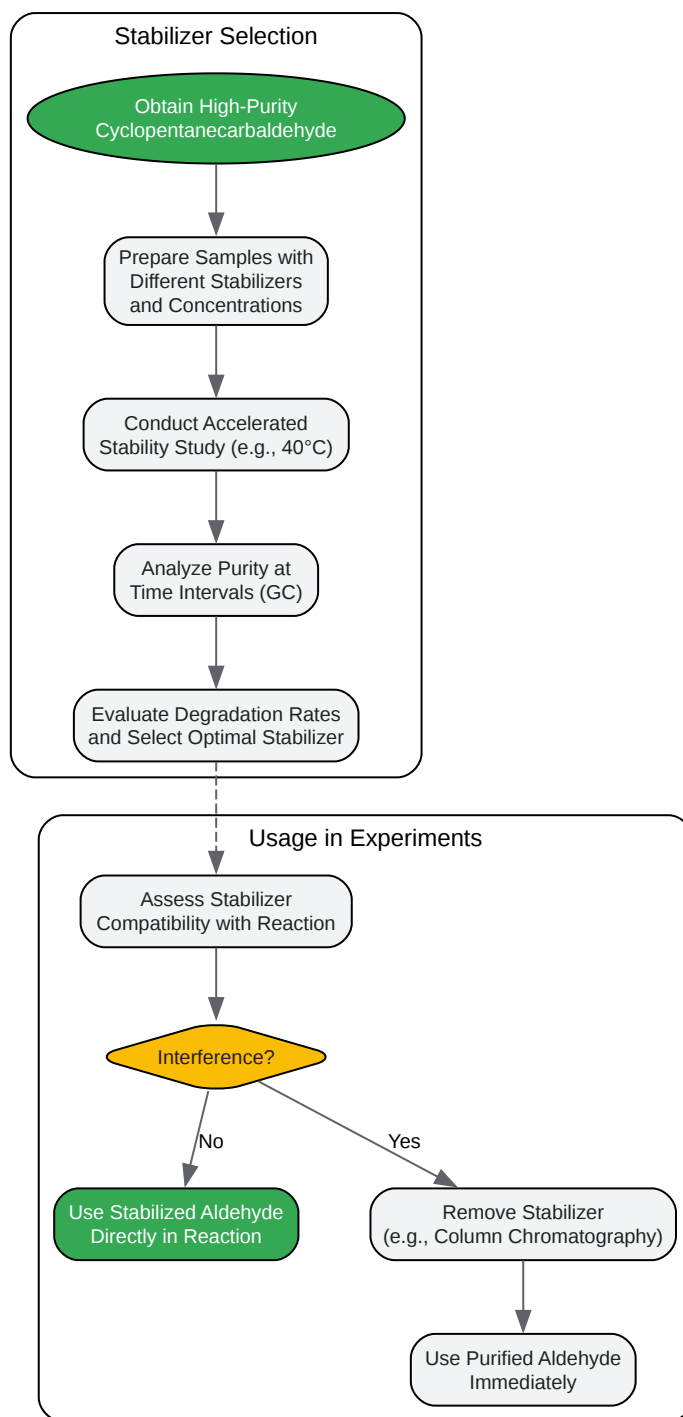 Stabilizer Selection
Obtain High-Purity
Cyclopentanecarbaldehyde
Prepare Samples with
Different Stabilizers
and Concentrations
Conduct Accelerated
Stability Study (e.g., 40°C)
Analyze Purity at
Time Intervals (GC)
Evaluate Degradation Rates
and Select Optimal Stabilizer
Usage in Experiments
Assess Stabilizer
Compatibility with Reaction
Interference?
No
Yes
Use Stabilized Aldehyde
Directly in Reaction
Remove Stabilizer
(e.g., Column Chromatography)
Use Purified Aldehyde
Immediately